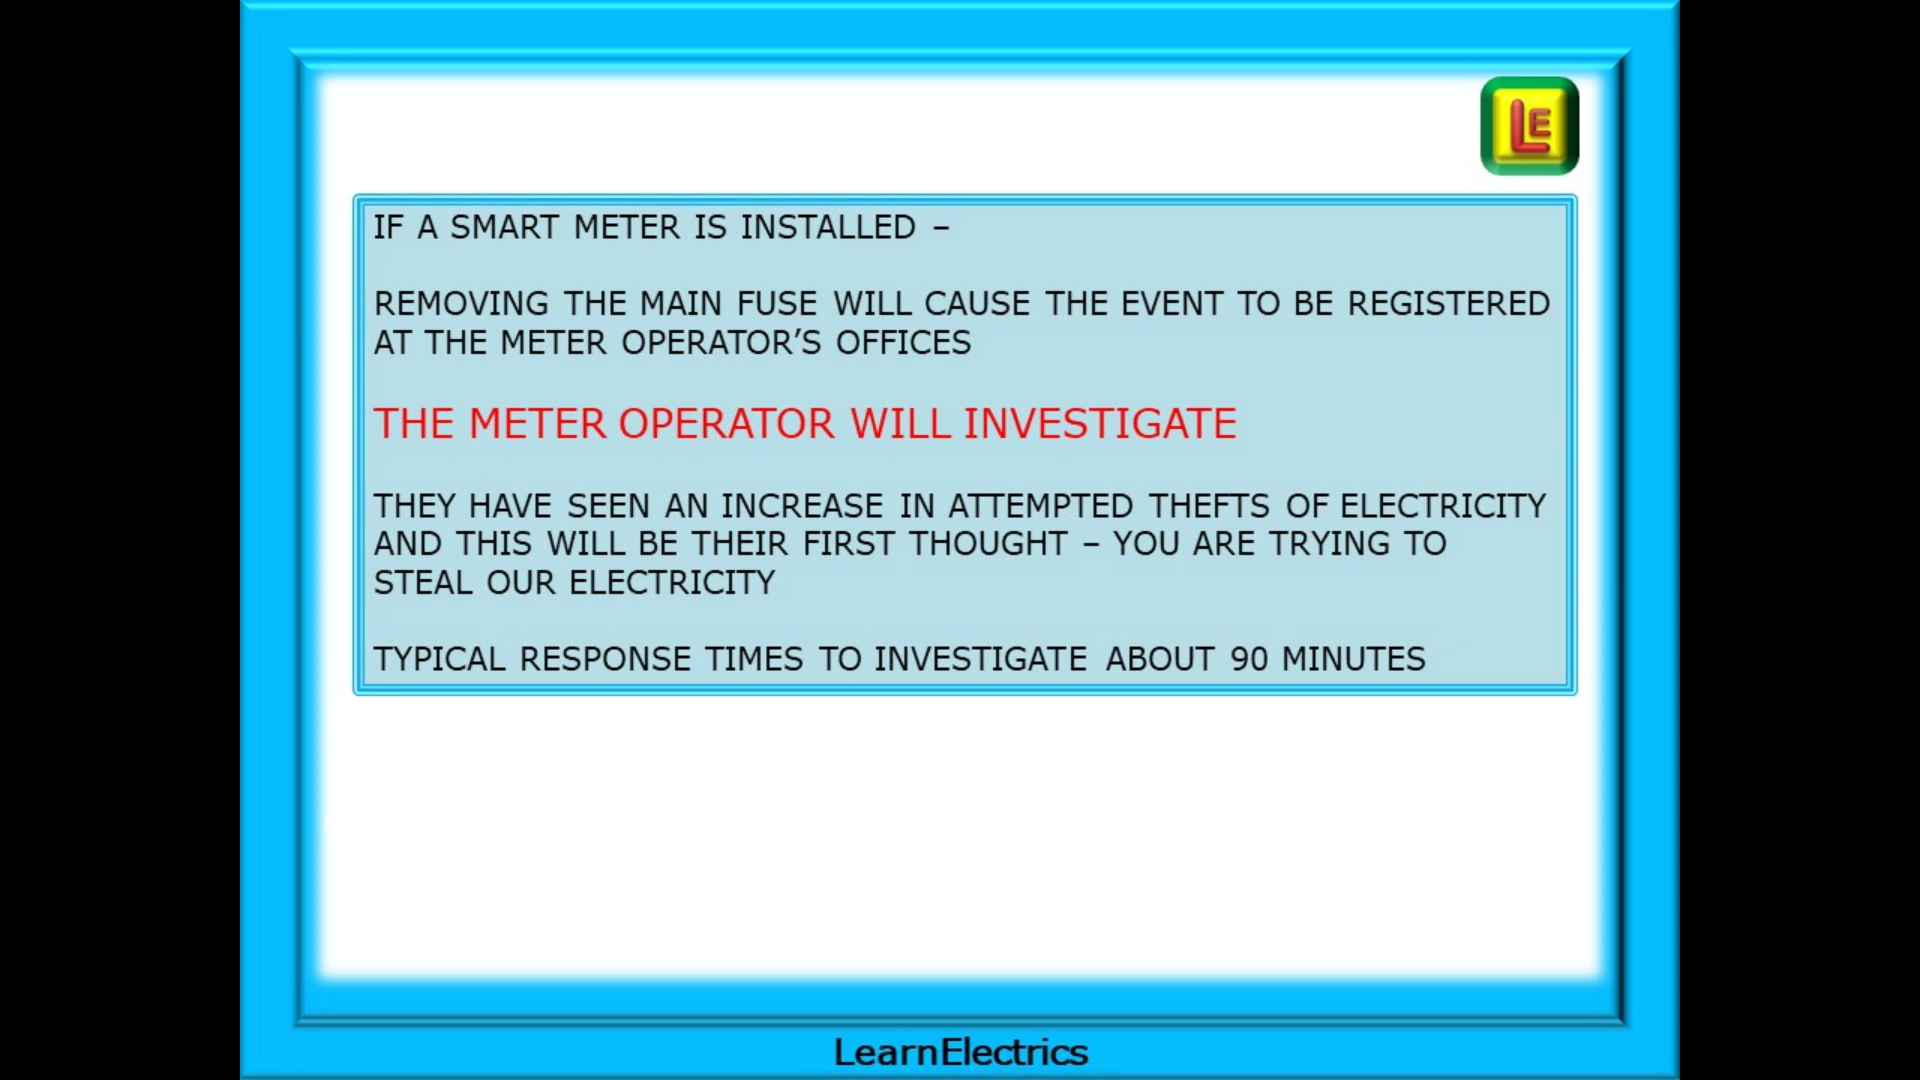 LE
IF A SMART METER IS INSTALLED –
REMOVING THE MAIN FUSE WILL CAUSE THE EVENT TO BE REGISTERED
AT THE METER OPERATOR’S OFFICES
THE METER OPERATOR WILL INVESTIGATE
THEY HAVE SEEN AN INCREASE IN ATTEMPTED THEFTS OF ELECTRICITY
AND THIS WILL BE THEIR FIRST THOUGHT – YOU ARE TRYING TO
STEAL OUR ELECTRICITY
TYPICAL RESPONSE TIMES TO INVESTIGATE ABOUT 90 MINUTES
LearnElectrics